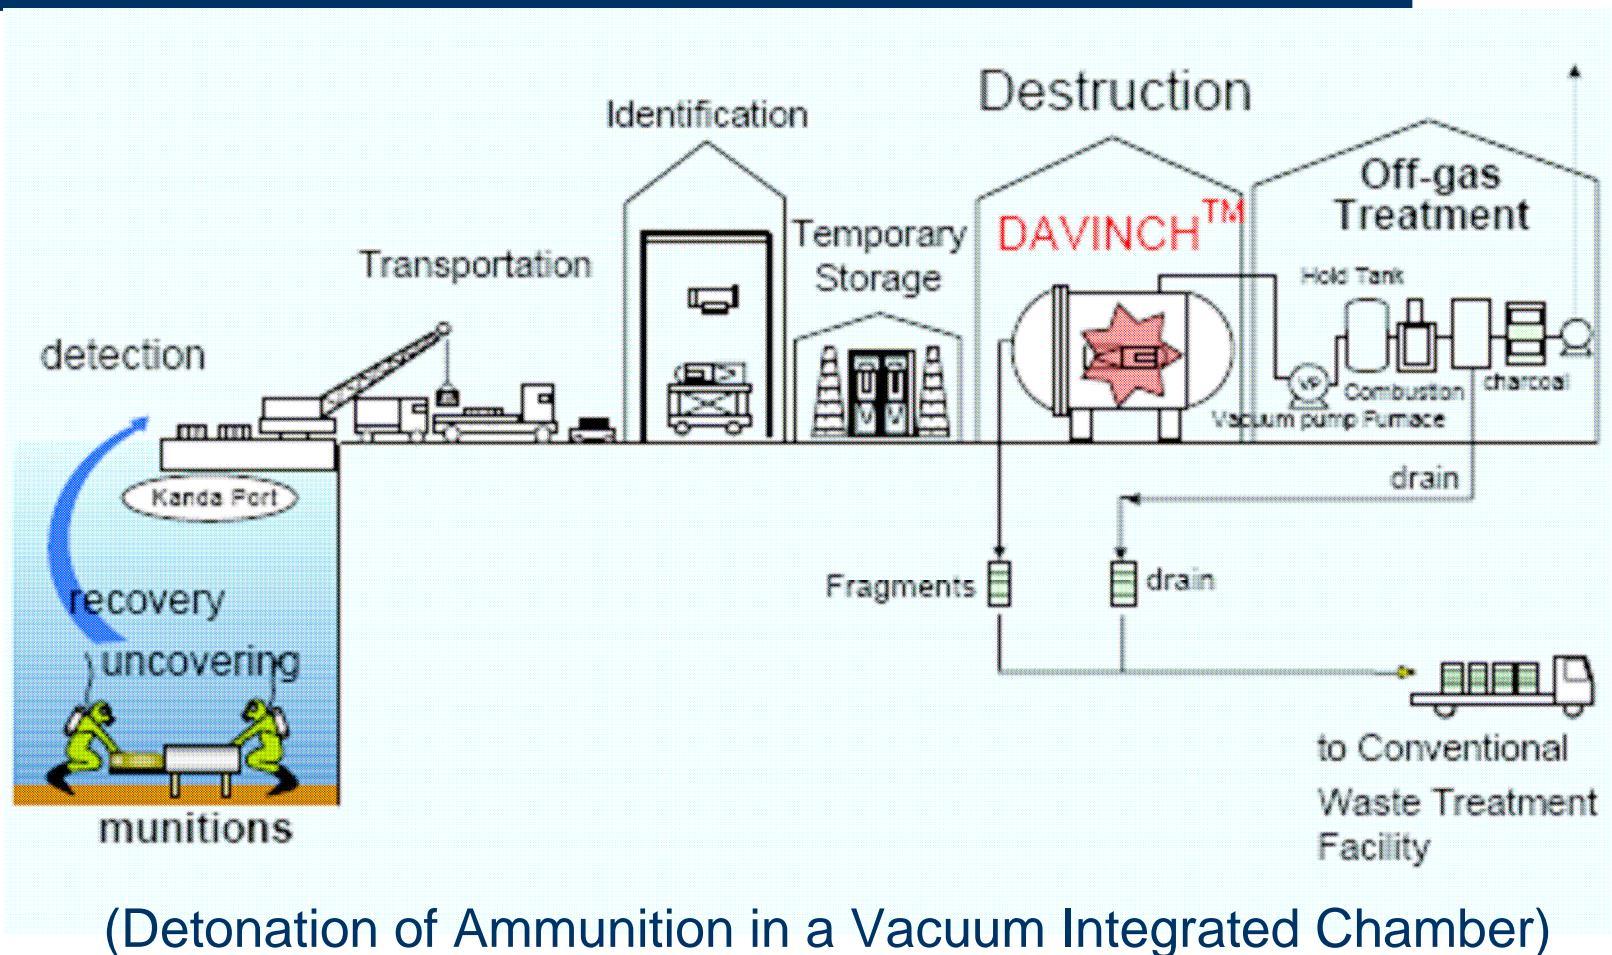 Destruction
Identification
Off-gas
Treatment
DAVINCH™
Temporary
Storage
Transportation
Hold Tank
detection
VP
Combustion
charcoal
Vacuum pump Furnace
drain
Kanda Port
Fragments
drain
recovery
uncovering
to Conventional
Waste Treatment
Facility
munitions
(Detonation of Ammunition in a Vacuum Integrated Chamber)